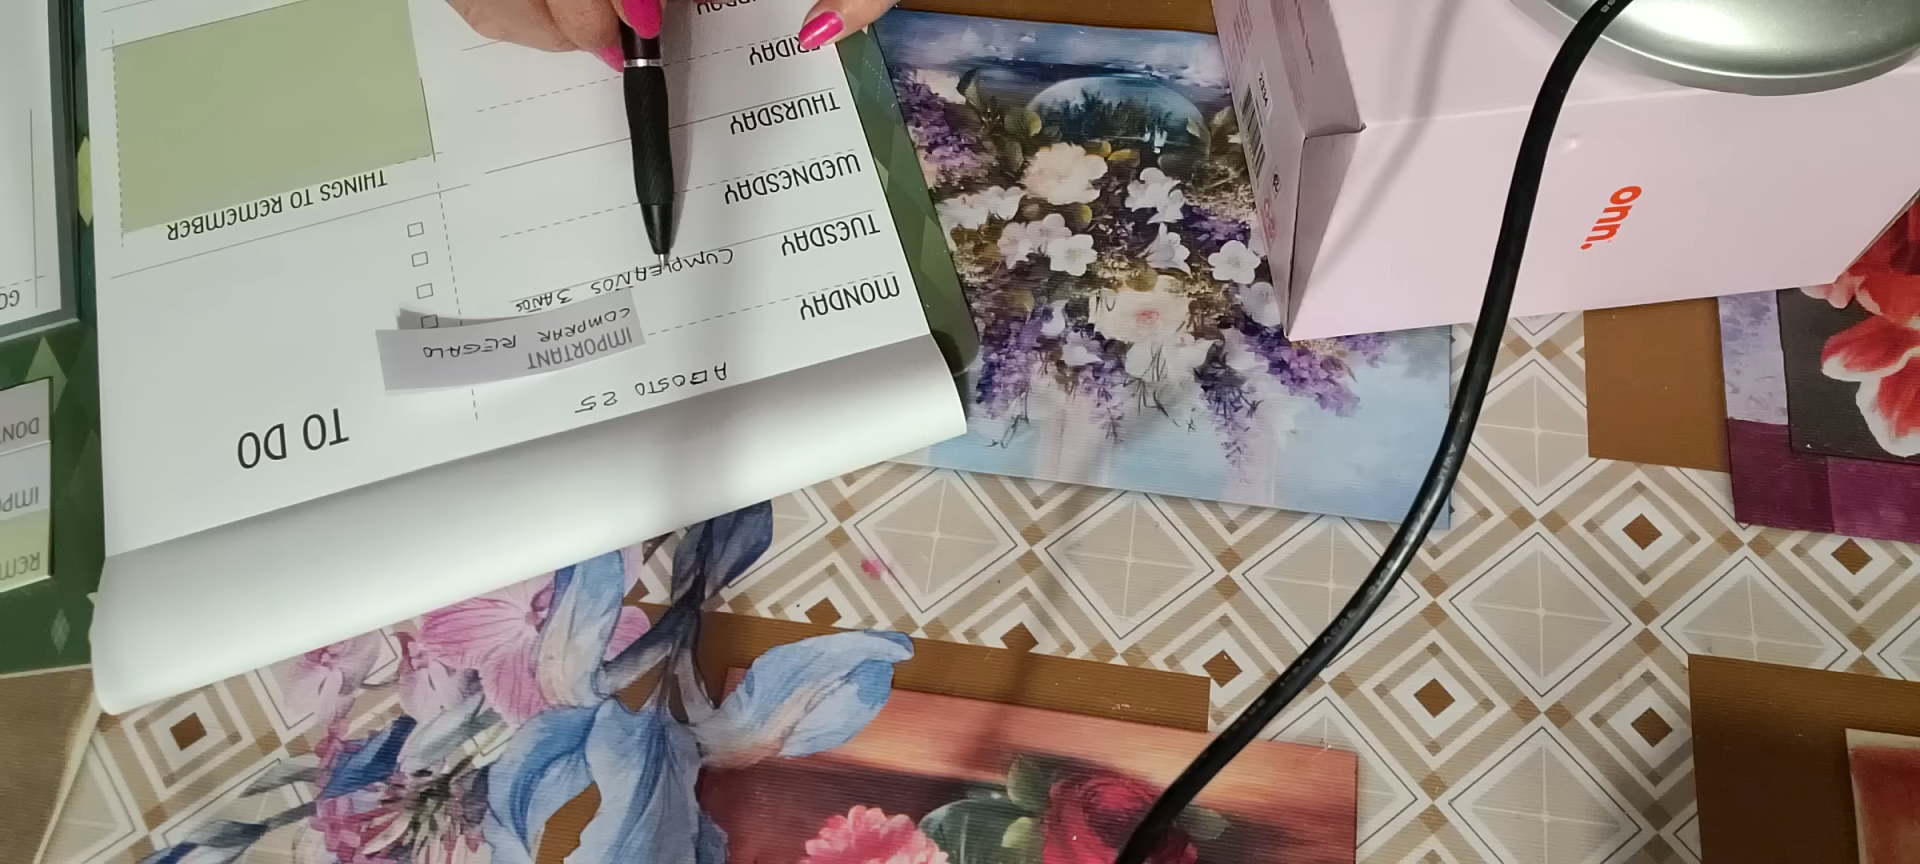 AGOSTO 25
MONDAY
IMPORTANT
COMPRAR REGALO
TUESDAY
CUMPLEAÑOS 3 AÑOS
WEDNESDAY
THURSDAY
FRIDAY
TO DO
THINGS TO REMEMBER
onn.